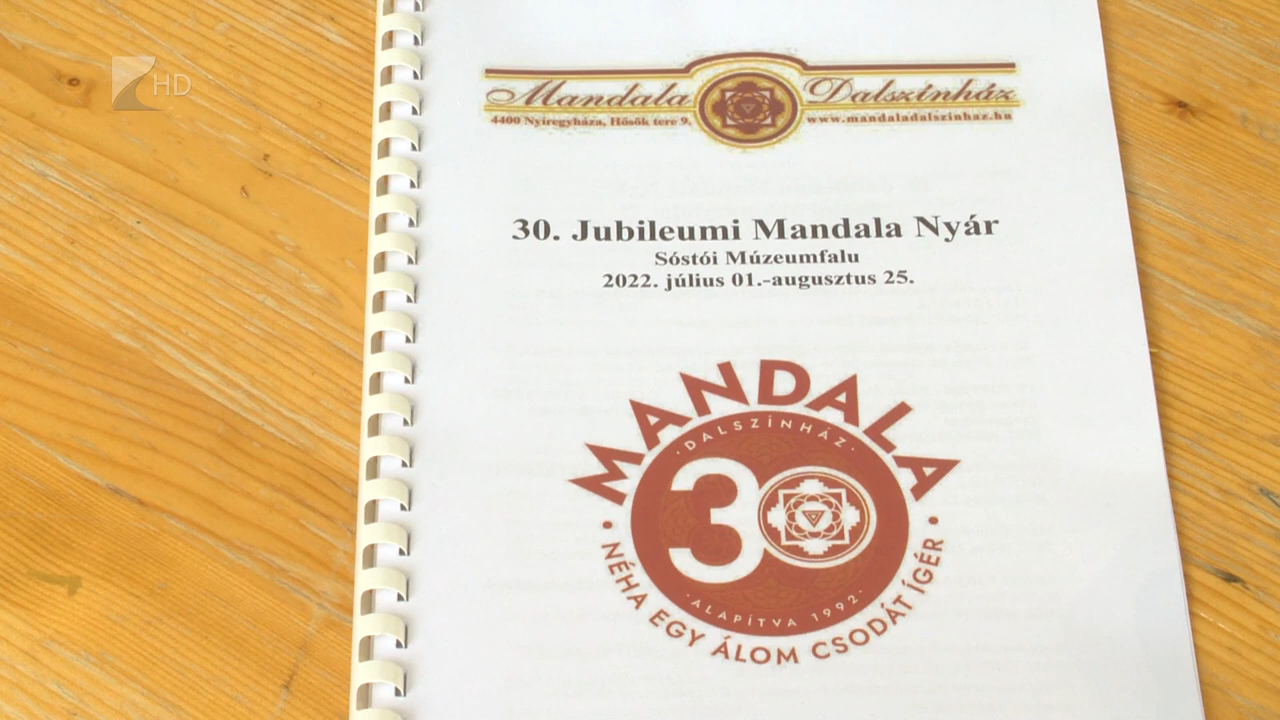 HD
Mandala Dalszínház
4400 Nyíregyháza, Hősök tere 9. www.mandaladalszinhaz.hu
30. Jubileumi Mandala Nyár
Sóstói Múzeumfalu
2022. július 01.-augusztus 25.
MANDALA
· DALSZÍNHÁZ ·
30
· ALAPÍTVA 1992 ·
• NÉHA EGY ÁLOM CSODÁT ÍGÉR •